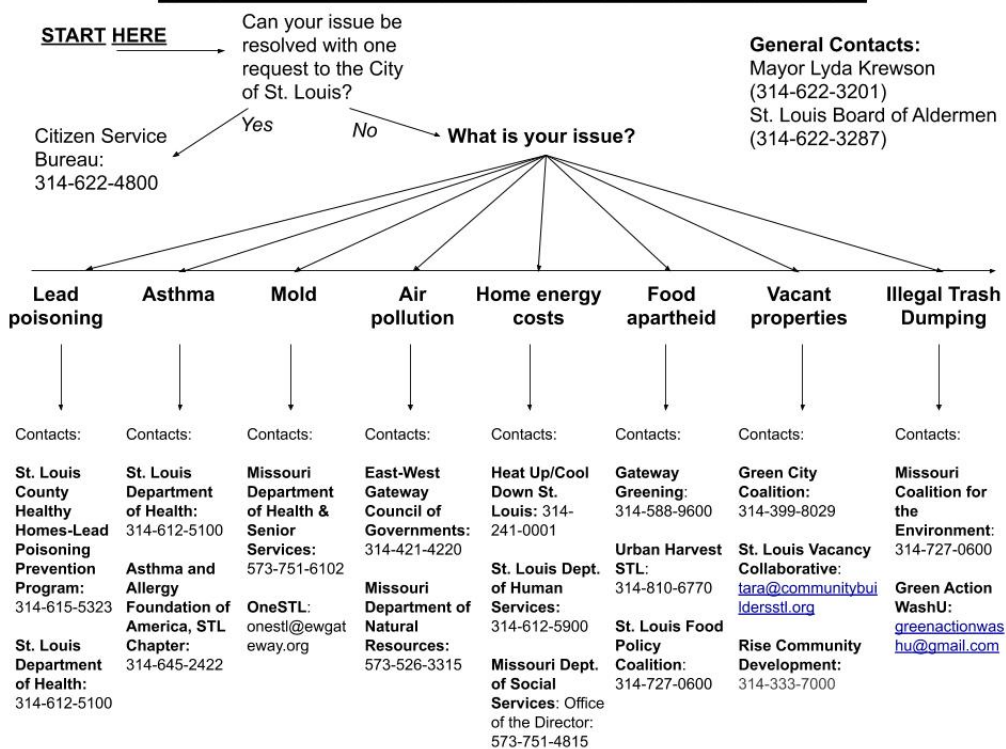 START HERE
Can your issue be
resolved with one
request to the City
of St. Louis?
General Contacts:
Mayor Lyda Krewson
(314-622-3201)
St. Louis Board of Aldermen
(314-622-3287)
Yes
No
Citizen Service
Bureau:
314-622-4800
What is your issue?
Lead
poisoning
Asthma
Mold
Air
pollution
Home energy
costs
Food
apartheid
Vacant
properties
Illegal Trash
Dumping
Contacts:
St. Louis
County
Healthy
Homes-Lead
Poisoning
Prevention
Program:
314-615-5323
St. Louis
Department
of Health:
314-612-5100
Contacts:
St. Louis
Department
of Health:
314-612-5100
Asthma and
Allergy
Foundation of
America, STL
Chapter:
314-645-2422
Contacts:
Missouri
Department
of Health &
Senior
Services:
573-751-6102
OneSTL:
onestl@ewgat
eway.org
Contacts:
East-West
Gateway
Council of
Governments:
314-421-4220
Missouri
Department of
Natural
Resources:
573-526-3315
Contacts:
Heat Up/Cool
Down St.
Louis: 314-
241-0001
St. Louis Dept.
of Human
Services:
314-612-5900
Missouri Dept.
of Social
Services: Office
of the Director:
573-751-4815
Contacts:
Gateway
Greening:
314-588-9600
Urban Harvest
STL:
314-810-6770
St. Louis Food
Policy
Coalition:
314-727-0600
Contacts:
Green City
Coalition:
314-399-8029
St. Louis Vacancy
Collaborative:
tara@communitybui
ldersstl.org
Rise Community
Development:
314-333-7000
Contacts:
Missouri
Coalition for
the
Environment:
314-727-0600
Green Action
WashU:
greenactionwas
hu@gmail.com